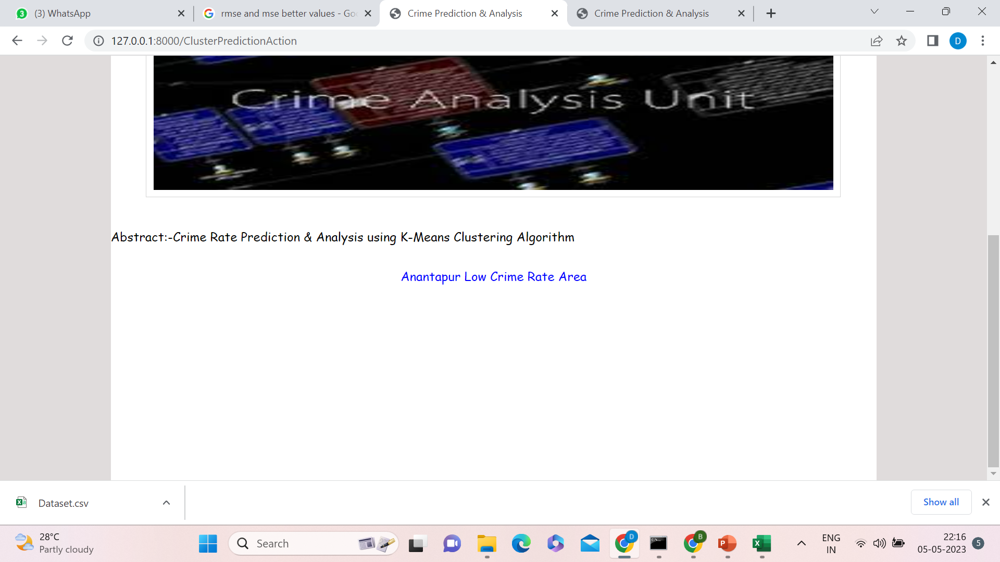 (3) WhatsApp
rmse and mse better values - Goo
Crime Prediction & Analysis
Crime Prediction & Analysis
127.0.0.1:8000/ClusterPredictionAction
D
Crime Analysis Unit
Abstract:-Crime Rate Prediction & Analysis using K-Means Clustering Algorithm
Anantapur Low Crime Rate Area
Dataset.csv
Show all
28°C
Partly cloudy
Search
D
B
ENG
IN
22:16
05-05-2023
5